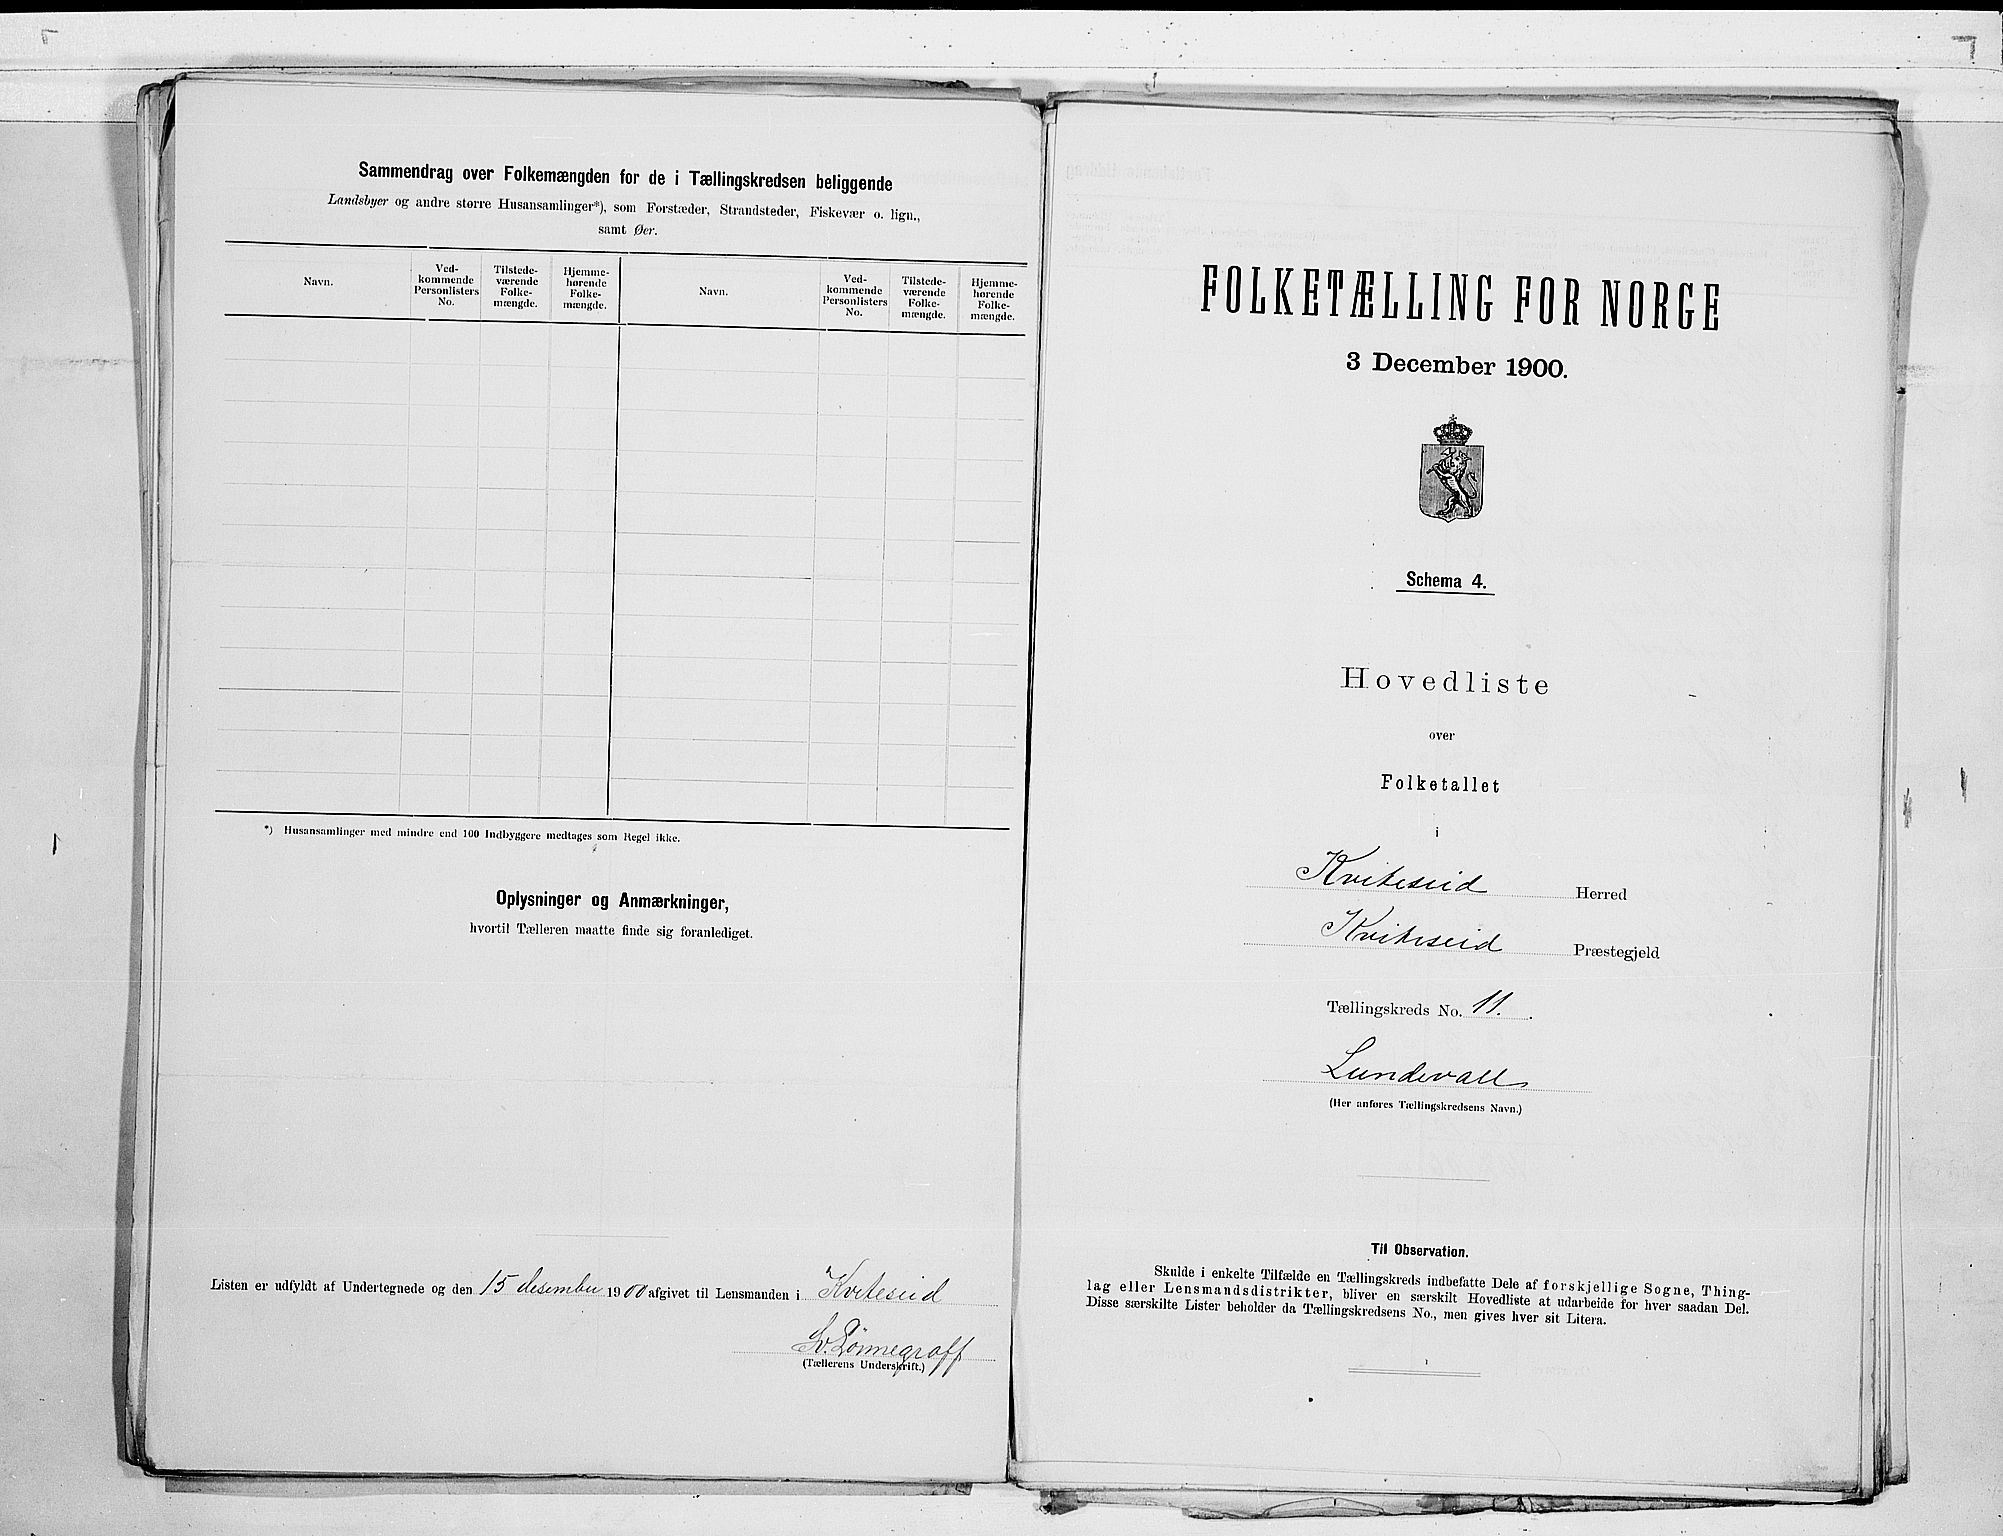 Sammendrag over Folkemængden for de i Tællingskredsen beliggende
Landsbyer og andre større Husansamlinger*), som Forstæder, Strandsteder, Fiskevær o. lign.,
samt Øer.
Navn.
Ved-
kommende
Personlisters
No.
Tilstede-
værende
Folke-
mængde.
Hjemme-
hørende
Folke-
mængde.
Navn.
Ved-
kommende
Personlisters
No.
Tilstede-
værende
Folke-
mængde.
Hjemme-
hørende
Folke-
mængde.
*) Husansamlinger med mindre end 100 Indbyggere medtages som Regel ikke.
Oplysninger og Anmærkninger,
hvortil Tælleren maatte finde sig foranlediget.
Listen er udfyldt af Undertegnede og den 15 desember 1900 afgivet til Lensmanden i Kviteseid
Lønnegraff
(Tællerens Underskrift.)
FOLKETÆLLING FOR NORGE
3 December 1900.
Schema 4.
Hovedliste
over
Folketallet
i
Kviteseid Herred
Kviteseid Præstegjeld
Tællingskreds No. 11.
Lundevall
(Her anføres Tællingskredsens Navn.)
Til Observation.
Skulde i enkelte Tilfælde en Tællingskreds indbefatte Dele af forskjellige Sogne, Thing-
lag eller Lensmandsdistrikter, bliver en særskilt Hovedliste at udarbeide for hver saadan Del.
Disse særskilte Lister beholder da Tællingskredsens No., men gives hver sit Litera.